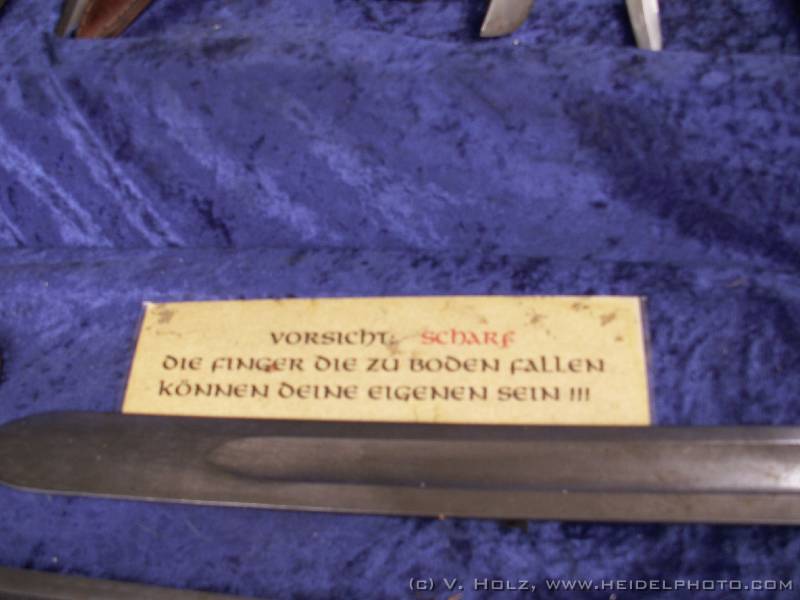 VORSICHT: SCHARF
DIE FINGER DIE ZU BODEN FALLEN
KÖNNEN DEINE EIGENEN SEIN !!!
(c) V. Holz, www.heidelphoto.com